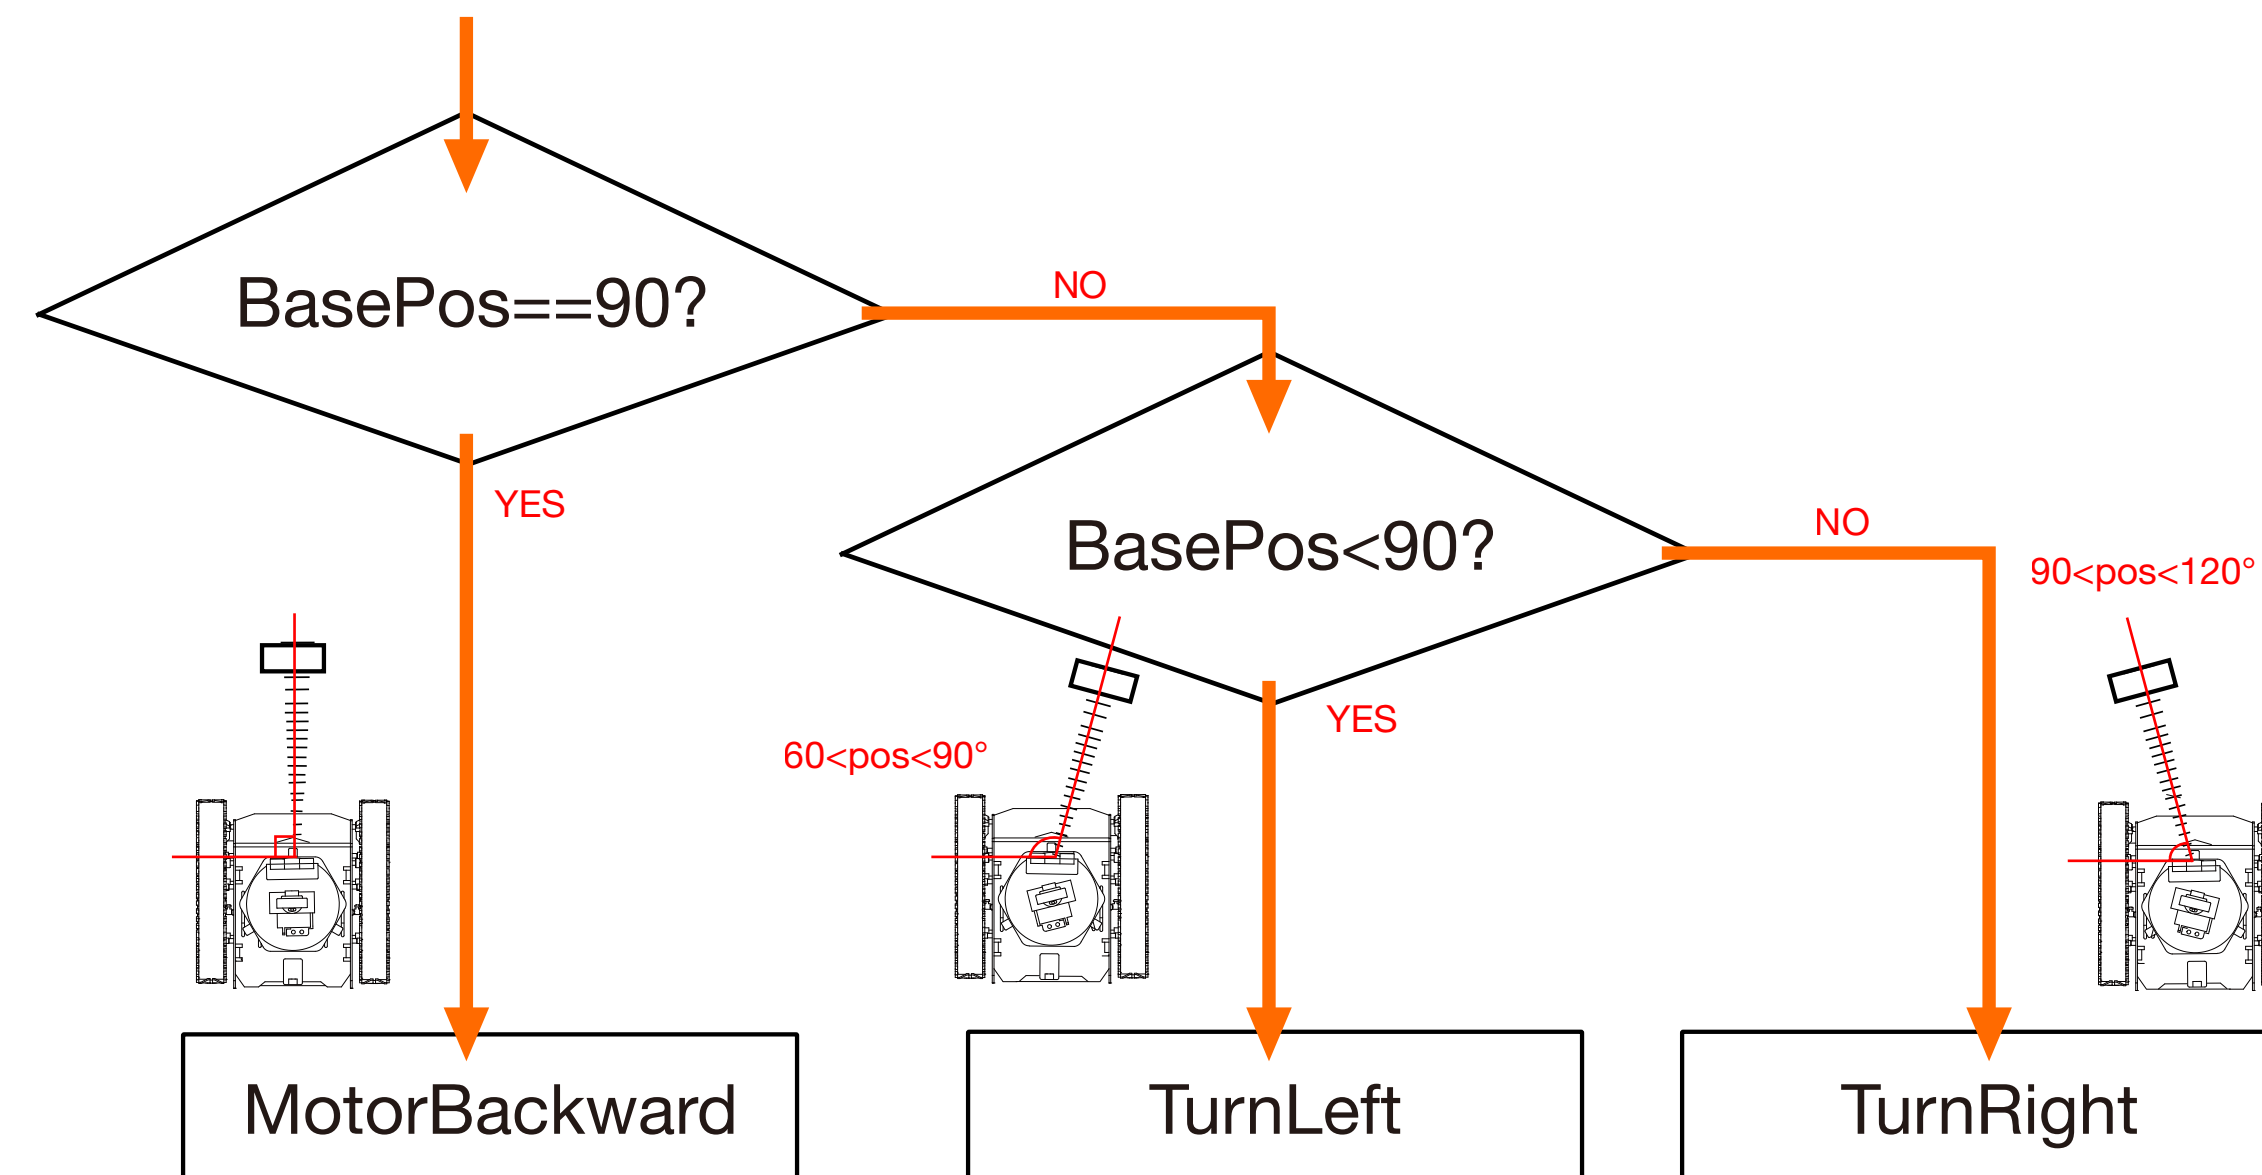 BasePos==90?
NO
YES
BasePos<90?
NO
90<pos<120°
YES
60<pos<90°
MotorBackward
TurnLeft
TurnRight